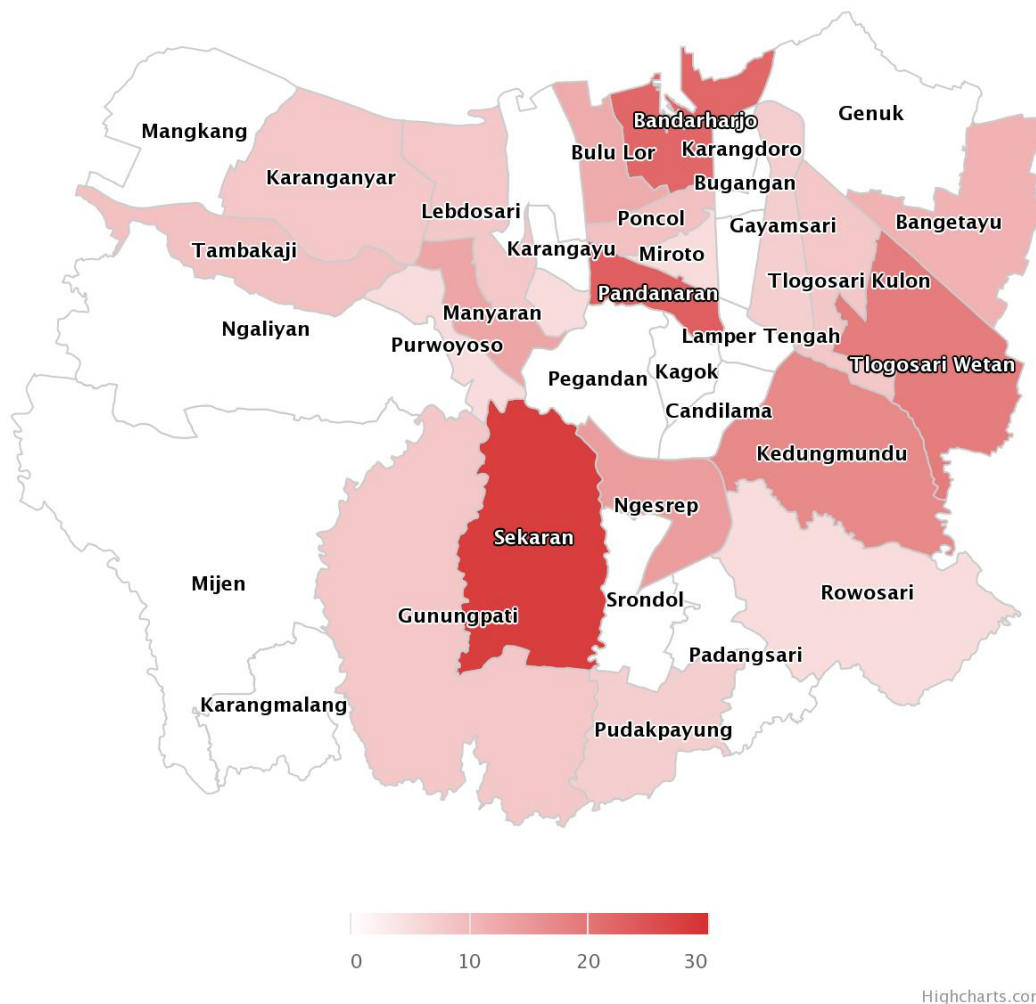 Genuk
Bandarharjo
Mangkang
Karangdoro
Bulu Lor
Karanganyar
Bugangan
Lebdosari
Poncol
Gayamsari
Bangetayu
Tambakaji
Karangayu
Miroto
Tlogosari Kulon
Pandanaran
Manyaran
Ngaliyan
Lamper Tengah
Purwoyoso
Tlogosari Wetan
Kagok
Pegandan
Candilama
Kedungmundu
Ngesrep
Sekaran
Mijen
Rowosari
Srondol
Gunungpati
Padangsari
Karangmalang
Pudakpayung
0 10 20 30
Highcharts.com